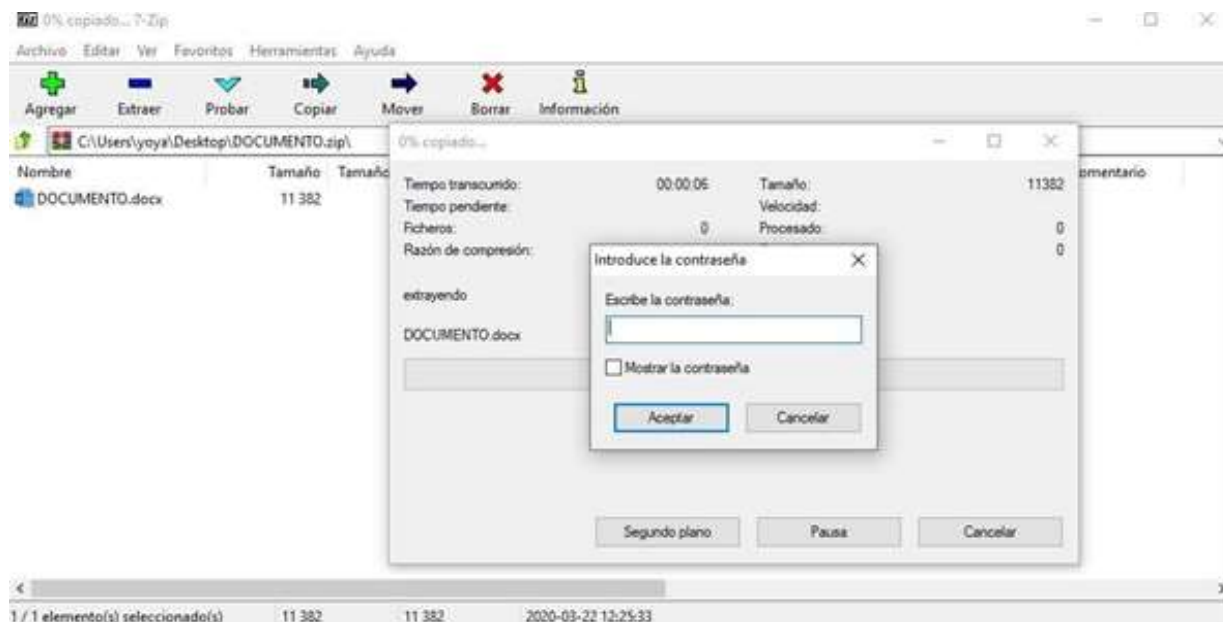 0% copiado... 7-Zip
Archivo Editar Ver Favoritos Herramientas Ayuda
Agregar Extraer Probar Copiar Mover Borrar Información
C:\Users\yoya\Desktop\DOCUMENTO.zip\
0% copiado...
Nombre Tamaño Tamaño omentario
DOCUMENTO.docx 11 382
Tiempo transcurrido: 00:00:06 Tamaño: 11382
Tiempo pendiente: Velocidad:
Ficheros: 0 Procesado: 0
Razón de compresión: 0
Introduce la contraseña
extrayendo
Escribe la contraseña:
DOCUMENTO.docx
Mostrar la contraseña
Aceptar Cancelar
Segundo plano Pausa Cancelar
1 / 1 elemento(s) seleccionado(s) 11 382 11 382 2020-03-22 12:25:33